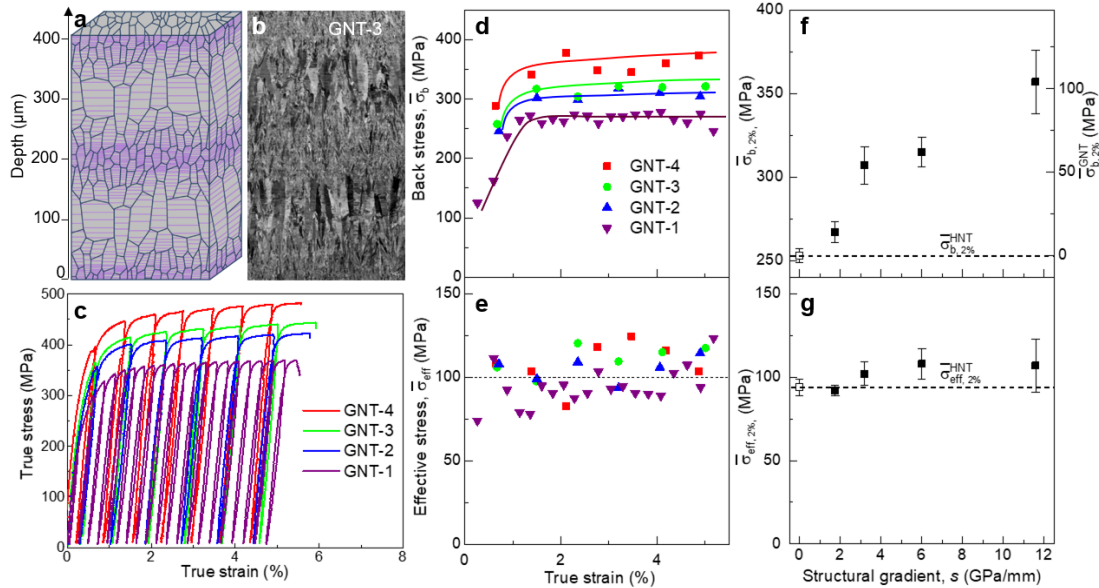 a
Depth (µm)
400
300
200
100
0
b
GNT-3
c
True stress (MPa)
500
400
300
200
100
0
0 2 4 6 8
True strain (%)
GNT-4
GNT-3
GNT-2
GNT-1
d
Back stress, σ̅b (MPa)
400
300
200
100
0
GNT-4
GNT-3
GNT-2
GNT-1
e
Effective stress, σ̅eff
150
100
50
0
0 2 4
True strain (%)
f
σ̅b,2%, (MPa)
400
350
300
250
σ̅HNT b,2%
100
50
0
σ̅GNT b,2% (MPa)
g
σ̅eff,2%, (MPa)
150
100
50
0
σ̅HNT eff,2%
0 2 4 6 8 10 12
Structural gradient, s (GPa/mm)